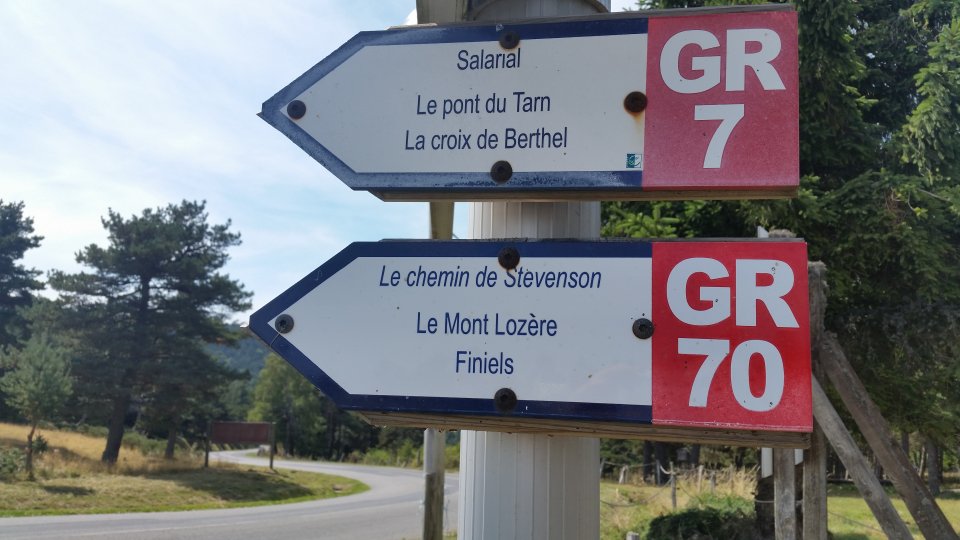 Salarial
Le pont du Tarn
La croix de Berthel
GR
7
Le chemin de Stevenson
Le Mont Lozère
Finiels
GR
70